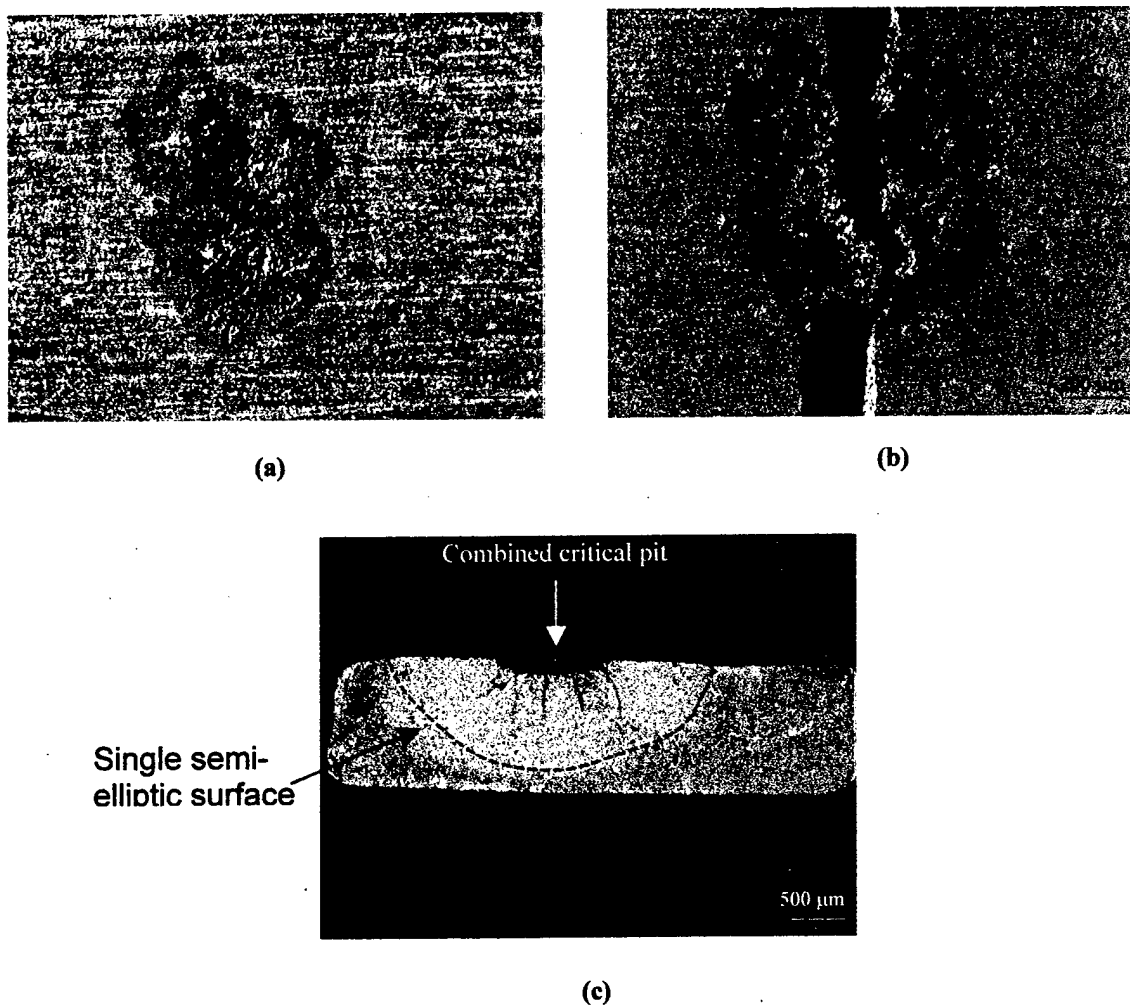 (a)
(b)
Combined critical pit
Single semi-
elliptic surface
500 µm
(c)